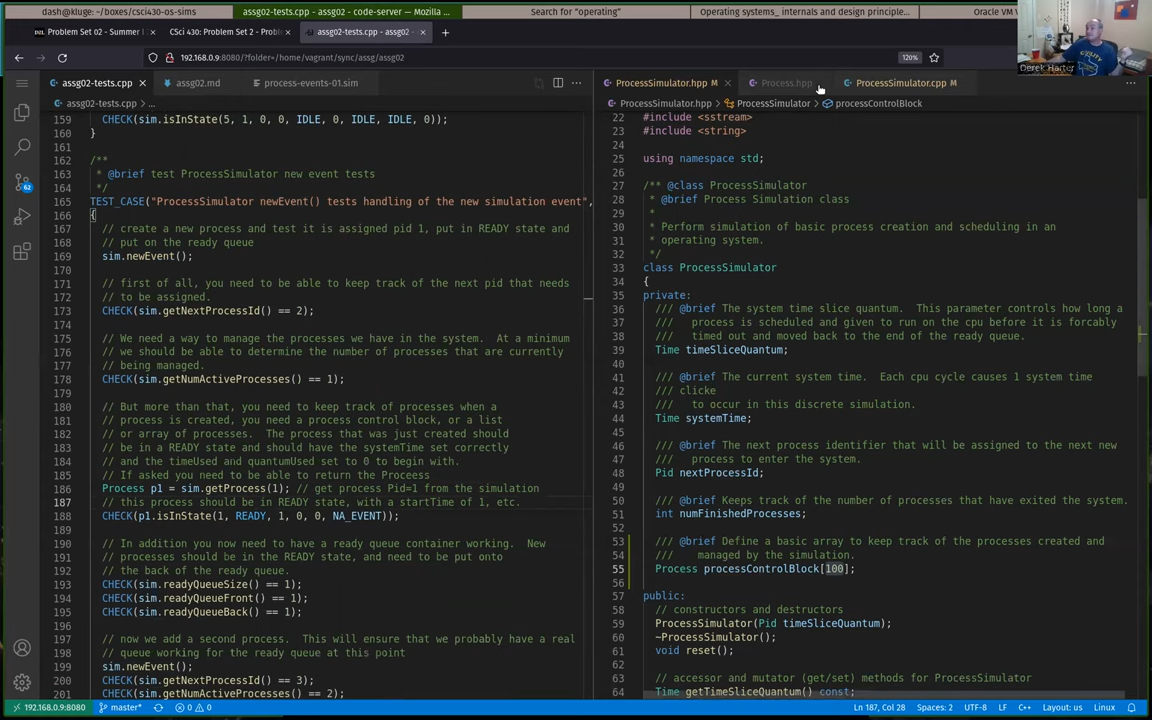 dash@kluge: ~/boxes/csci430-os-sims
assg02-tests.cpp - assg02 - code-server — Mozilla ...
Search for "operating"
Operating systems_ internals and design principle...
Oracle VM V
Problem Set 02 - Summer I
CSci 430: Problem Set 2 - Problem
assg02-tests.cpp - assg02 -
192.168.0.9:8080/?folder=/home/vagrant/sync/assg/assg02
120%
Derek Harter
assg02-tests.cpp
assg02.md
process-events-01.sim
assg02-tests.cpp > ...
159 CHECK(sim.isInState(5, 1, 0, 0, IDLE, 0, IDLE, IDLE, 0));
160 }
161
162 /**
163 * @brief test ProcessSimulator new event tests
164 */
165 TEST_CASE("ProcessSimulator newEvent() tests handling of the new simulation event",
166 {
167 // create a new process and test it is assigned pid 1, put in READY state and
168 // put on the ready queue
169 sim.newEvent();
170
171 // first of all, you need to be able to keep track of the next pid that needs
172 // to be assigned.
173 CHECK(sim.getNextProcessId() == 2);
174
175 // We need a way to manage the processes we have in the system. At a minimum
176 // we should be able to determine the number of processes that are currently
177 // being managed.
178 CHECK(sim.getNumActiveProcesses() == 1);
179
180 // But more than that, you need to keep track of processes when a
181 // process is created, you need a process control block, or a list
182 // or array of processes. The process that was just created should
183 // be in a READY state and should have the systemTime set correctly
184 // and the timeUsed and quantumUsed set to 0 to begin with.
185 // If asked you need to be able to return the Proceess
186 Process p1 = sim.getProcess(1); // get process Pid=1 from the simulation
187 // this process should be in READY state, with a startTime of 1, etc.
188 CHECK(p1.isInState(1, READY, 1, 0, 0, NA_EVENT));
189
190 // In addition you now need to have a ready queue container working. New
191 // processes should be in the READY state, and need to be put onto
192 // the back of the ready queue.
193 CHECK(sim.readyQueueSize() == 1);
194 CHECK(sim.readyQueueFront() == 1);
195 CHECK(sim.readyQueueBack() == 1);
196
197 // now we add a second process. This will ensure that we probably have a real
198 // queue working for the ready queue at this point
199 sim.newEvent();
200 CHECK(sim.getNextProcessId() == 3);
201 CHECK(sim.getNumActiveProcesses() == 2);
ProcessSimulator.hpp M
Process.hpp
ProcessSimulator.cpp M
ProcessSimulator.hpp > ProcessSimulator > processControlBlock
22 #include <sstream>
23 #include <string>
24
25 using namespace std;
26
27 /** @class ProcessSimulator
28 * @brief Process Simulation class
29 *
30 * Perform simulation of basic process creation and scheduling in an
31 * operating system.
32 */
33 class ProcessSimulator
34 {
35 private:
36 /// @brief The system time slice quantum. This parameter controls how long a
37 /// process is scheduled and given to run on the cpu before it is forcably
38 /// timed out and moved back to the end of the ready queue.
39 Time timeSliceQuantum;
40
41 /// @brief The current system time. Each cpu cycle causes 1 system time
42 /// clicke
43 /// to occur in this discrete simulation.
44 Time systemTime;
45
46 /// @brief The next process identifier that will be assigned to the next new
47 /// process to enter the system.
48 Pid nextProcessId;
49
50 /// @brief Keeps track of the number of processes that have exited the system.
51 int numFinishedProcesses;
52
53 /// @brief Define a basic array to keep track of the processes created and
54 /// managed by the simulation.
55 Process processControlBlock[100];
56
57 public:
58 // constructors and destructors
59 ProcessSimulator(Pid timeSliceQuantum);
60 ~ProcessSimulator();
61 void reset();
62
63 // accessor and mutator (get/set) methods for ProcessSimulator
64 Time getTimeSliceQuantum() const;
62
192.168.0.9:8080
master*
0 0
Ln 187, Col 28
Spaces: 2
UTF-8
LF
C++
Layout: us
Linux